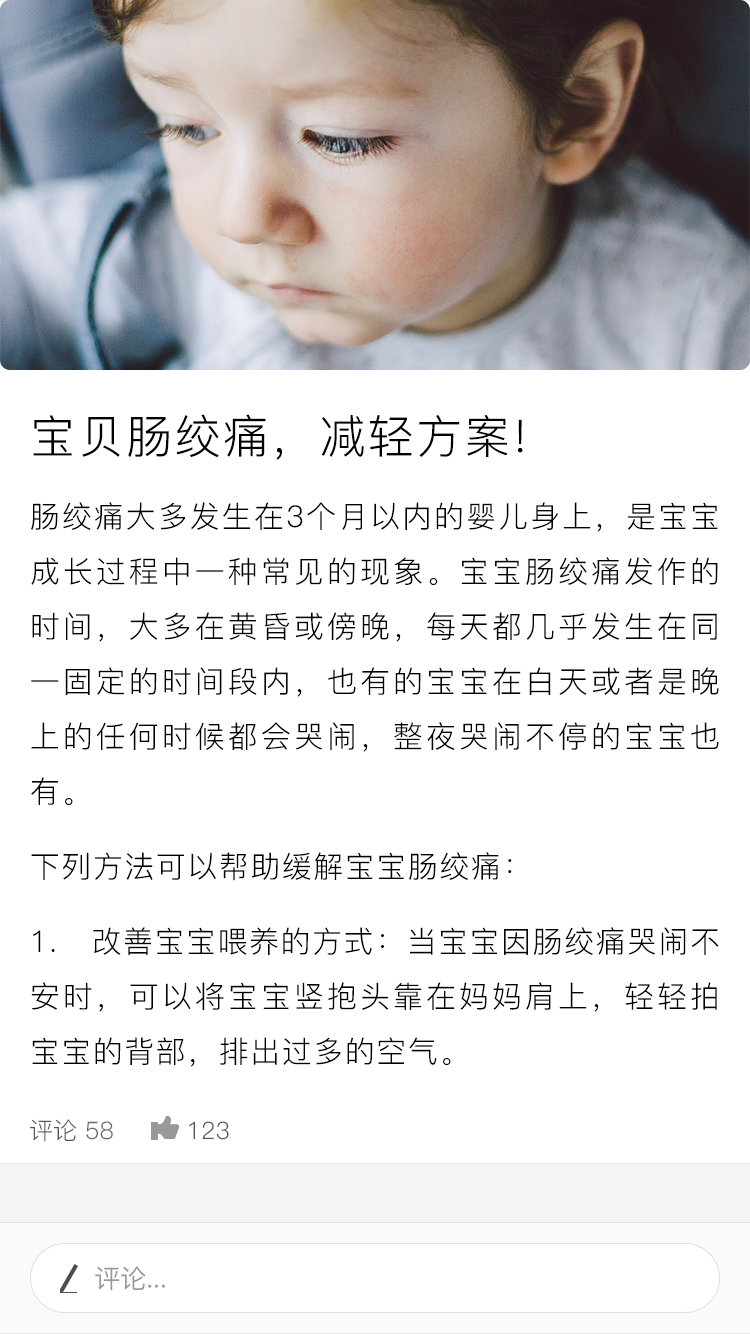 宝贝肠绞痛，减轻方案！
肠绞痛大多发生在3个月以内的婴儿身上，是宝宝
成长过程中一种常见的现象。宝宝肠绞痛发作的
时间，大多在黄昏或傍晚，每天都几乎发生在同
一固定的时间段内，也有的宝宝在白天或者是晚
上的任何时候都会哭闹，整夜哭闹不停的宝宝也
有。
下列方法可以帮助缓解宝宝肠绞痛：
1. 改善宝宝喂养的方式：当宝宝因肠绞痛哭闹不
安时，可以将宝宝竖抱头靠在妈妈肩上，轻轻拍
宝宝的背部，排出过多的空气。
评论 58 123
评论...